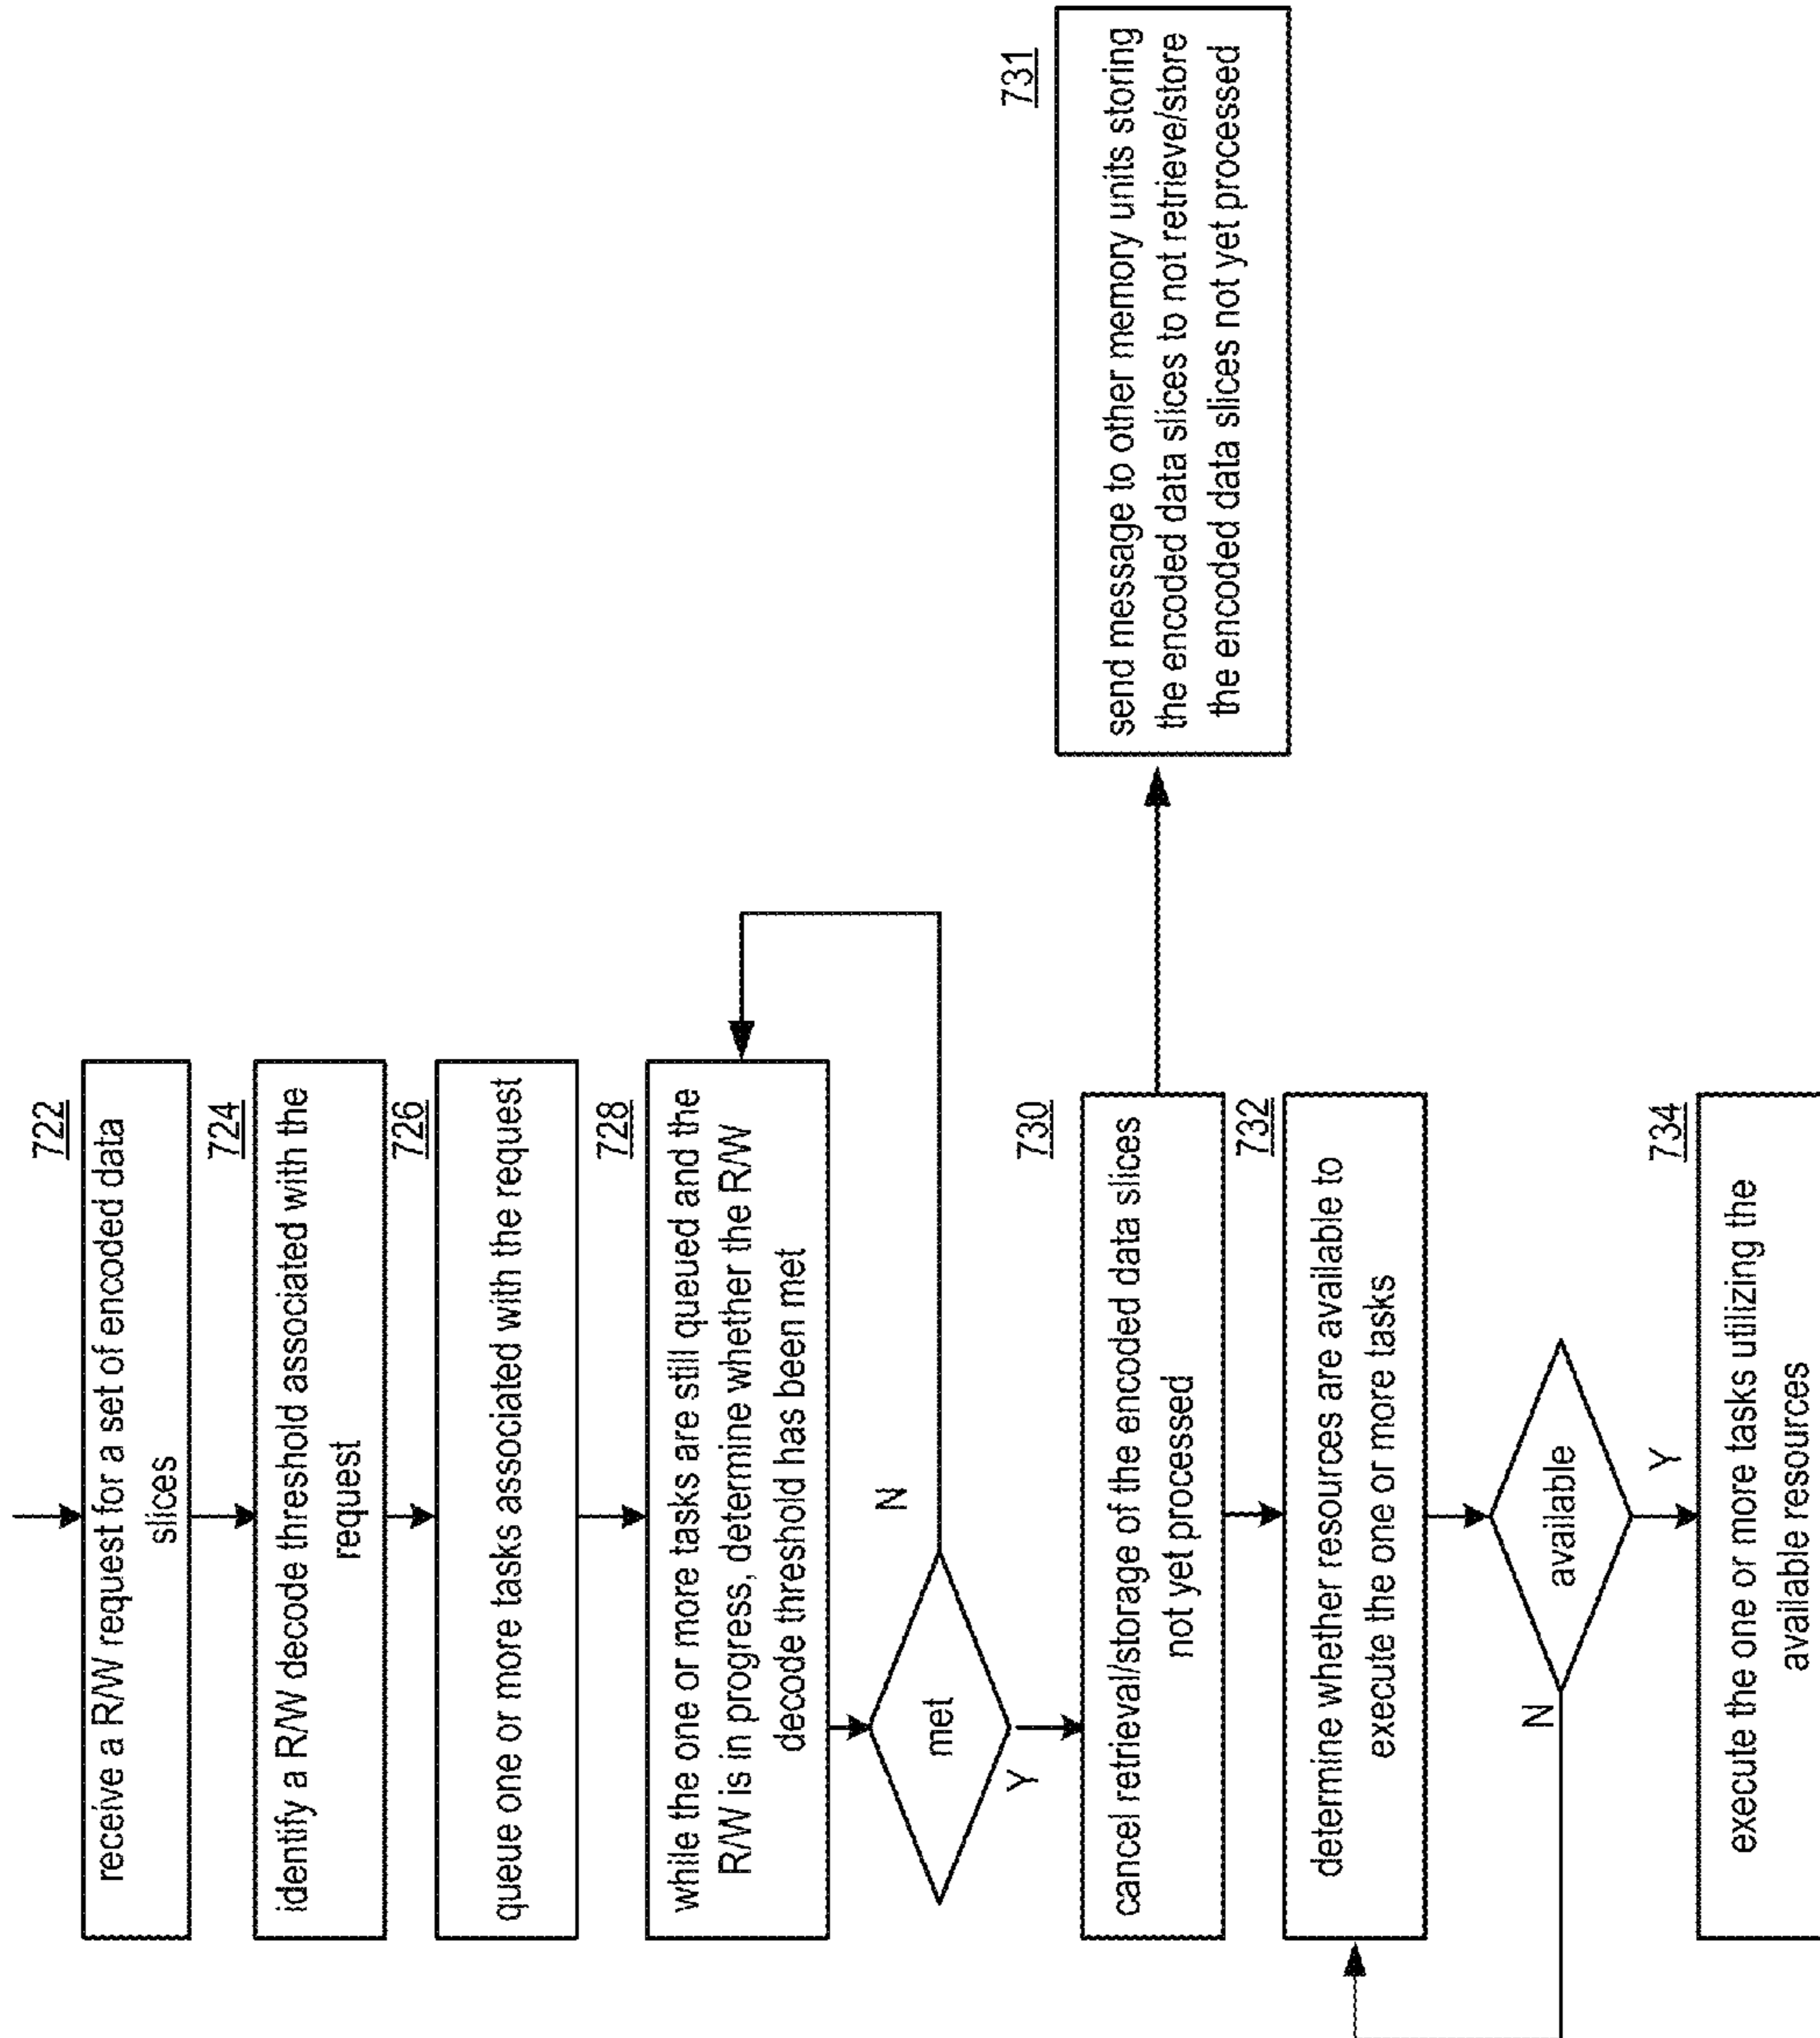 722
receive a R/W request for a set of encoded data
slices
724
identify a R/W decode threshold associated with the
request
726
queue one or more tasks associated with the request
728
while the one or more tasks are still queued and the
R/W is in progress, determine whether the R/W
decode threshold has been met
met
N
Y
730
cancel retrieval/storage of the encoded data slices
not yet processed
731
send message to other memory units storing
the encoded data slices to not retrieve/store
the encoded data slices not yet processed
732
determine whether resources are available to
execute the one or more tasks
available
N
Y
734
execute the one or more tasks utilizing the
available resources